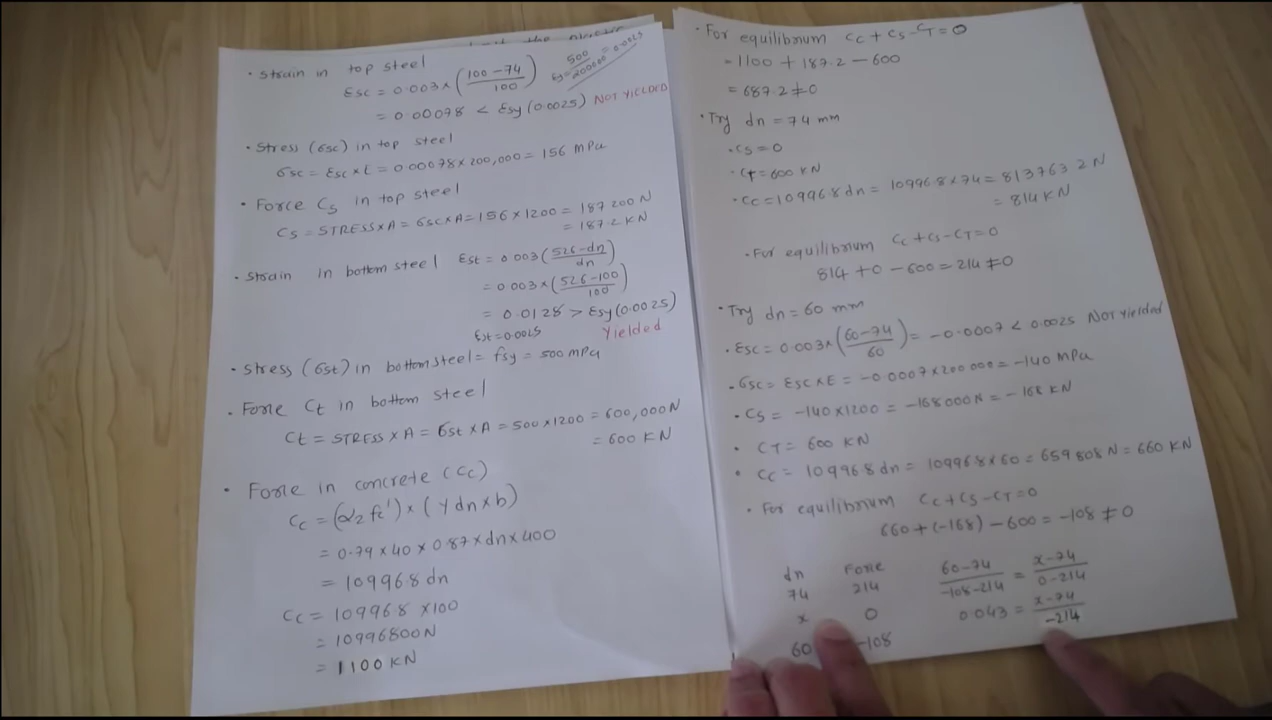 • Strain in top steel
Esc = 0.003 × (100-74/100)
500
Ey=200000 = 0.0025
= 0.00078 < Esy (0.0025) NOT YIELDED
• Stress (σsc) in top steel
σsc = Esc × E = 0.00078 × 200,000 = 156 MPa
• Force Cs in top steel
Cs = STRESS × A = σsc × A = 156 × 1200 = 187 200 N
= 187.2 KN
• Strain in bottom steel Est = 0.003 (526-dn/dn)
= 0.003 × (526-100/100)
= 0.0128 > Esy (0.0025)
Est = 0.0025 Yielded
• Stress (σst) in bottom steel = fsy = 500 MPa
• Force Ct in bottom steel
Ct = STRESS × A = σst × A = 500 × 1200 = 600,000 N
= 600 KN
• Force in concrete (Cc)
Cc = (α2 fc') × (γ dn × b)
= 0.79 × 40 × 0.87 × dn × 400
= 10996.8 dn
Cc = 10996.8 × 100
= 1099680 0 N
= 1100 KN
• For equilibrium Cc + Cs - CT = 0
= 1100 + 187.2 - 600
= 687.2 ≠ 0
• Try dn = 74 mm
• Cs = 0
• CT = 600 KN
• Cc = 10996.8 dn = 10996.8 × 74 = 813763 2 N
= 814 KN
• For equilibrium Cc + Cs - CT = 0
814 + 0 - 600 = 214 ≠ 0
• Try dn = 60 mm
• Esc = 0.003 × (60-74/60) = -0.0007 < 0.0025 Not yielded
• σsc = Esc × E = -0.0007 × 200 000 = -140 MPa
• Cs = -140 × 1200 = -168 000 N = -168 KN
• CT = 600 KN
• Cc = 10996.8 dn = 10996.8 × 60 = 659 808 N = 660 KN
• For equilibrium Cc + Cs - CT = 0
660 + (-168) - 600 = -108 ≠ 0
dn Force
74 214
x 0
60 -108
60-74/-108-214 = x-74/0-214
0.043 = x-74/-214